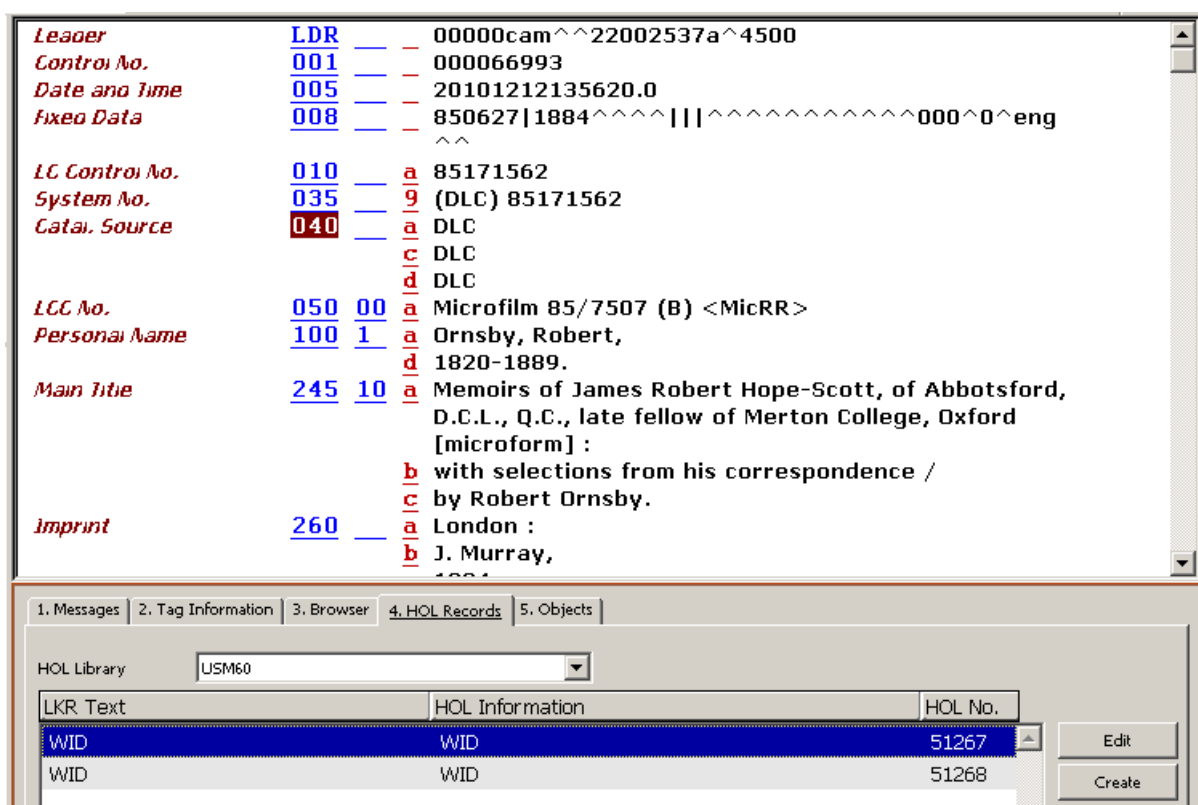 Leader LDR 00000cam^^22002537a^4500
Control No. 001 000066993
Date and Time 005 20101212135620.0
Fixed Data 008 850627|1884^^^^|||^^^^^^^^^^^000^0^eng
^^
LC Control No. 010 a 85171562
System No. 035 9 (DLC) 85171562
Catal. Source 040 a DLC
c DLC
d DLC
LCC No. 050 00 a Microfilm 85/7507 (B) <MicRR>
Personal Name 100 1 a Ornsby, Robert,
d 1820-1889.
Main Title 245 10 a Memoirs of James Robert Hope-Scott, of Abbotsford,
D.C.L., Q.C., late fellow of Merton College, Oxford
[microform] :
b with selections from his correspondence /
c by Robert Ornsby.
Imprint 260 a London :
b J. Murray,
1. Messages 2. Tag Information 3. Browser 4. HOL Records 5. Objects
HOL Library USM60
LKR Text HOL Information HOL No.
WID WID 51267 Edit
WID WID 51268 Create